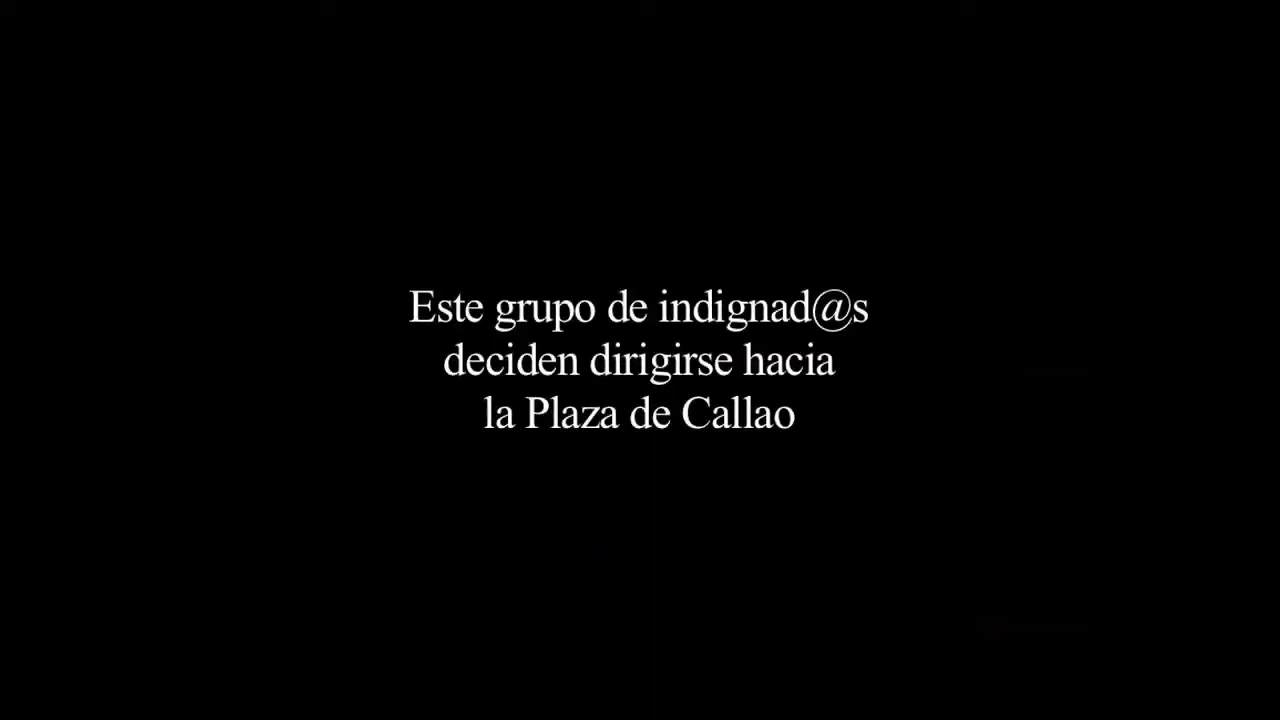 Este grupo de indignad@s
deciden dirigirse hacia
la Plaza de Callao